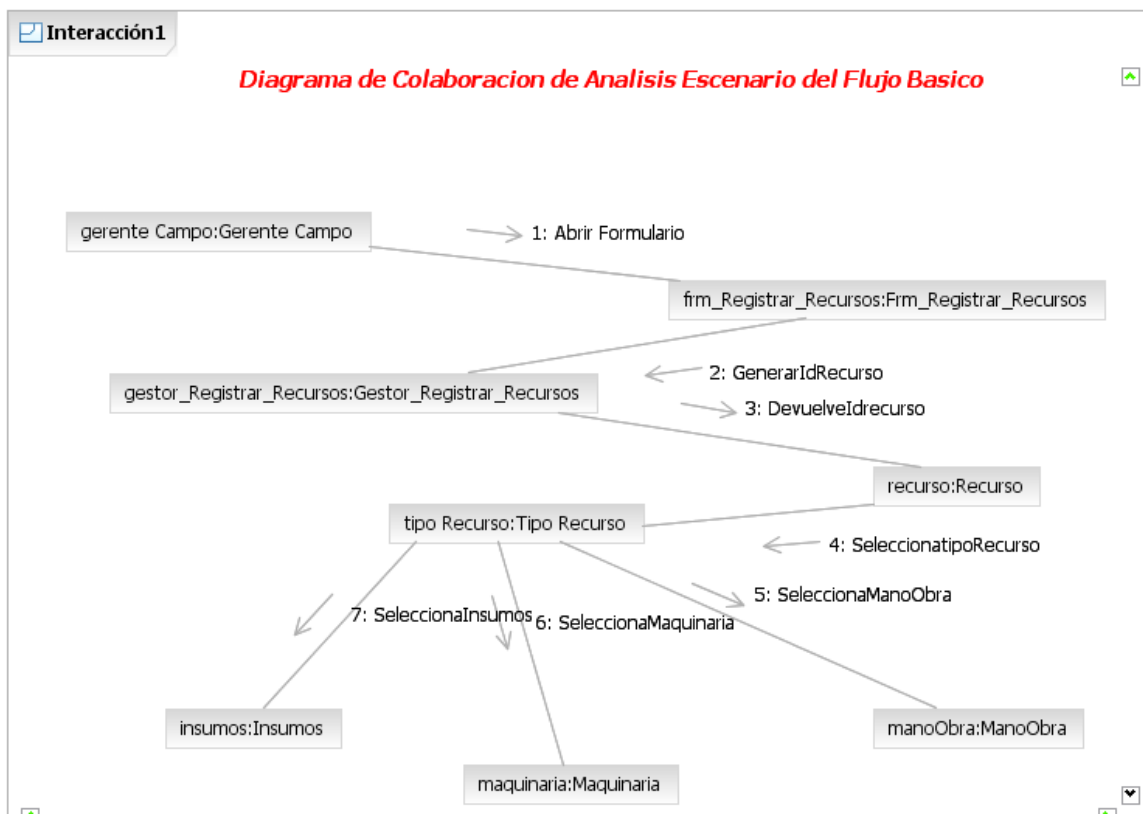 Interacción1
Diagrama de Colaboracion de Analisis Escenario del Flujo Basico
gerente Campo:Gerente Campo
1: Abrir Formulario
frm_Registrar_Recursos:Frm_Registrar_Recursos
gestor_Registrar_Recursos:Gestor_Registrar_Recursos
2: GenerarIdRecurso
3: DevuelveIdrecurso
recurso:Recurso
tipo Recurso:Tipo Recurso
4: SeleccionatipoRecurso
5: SeleccionaManoObra
7: SeleccionaInsumos
6: SeleccionaMaquinaria
insumos:Insumos
manoObra:ManoObra
maquinaria:Maquinaria